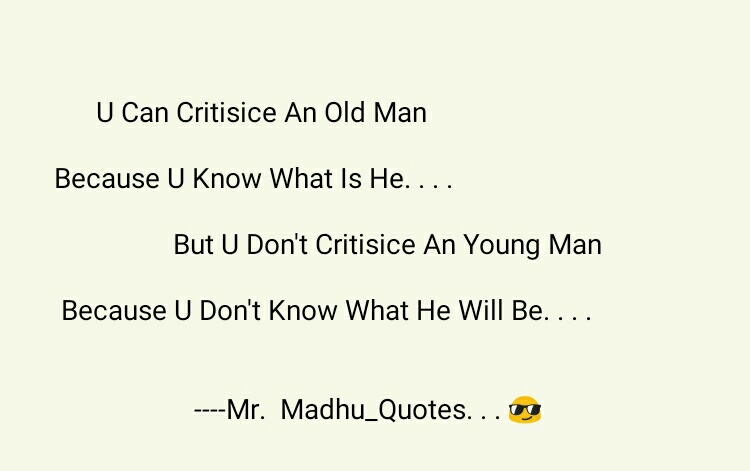 U Can Critisice An Old Man
Because U Know What Is He. . . .
But U Don't Critisice An Young Man
Because U Don't Know What He Will Be. . . .
----Mr.  Madhu_Quotes. . . 😎